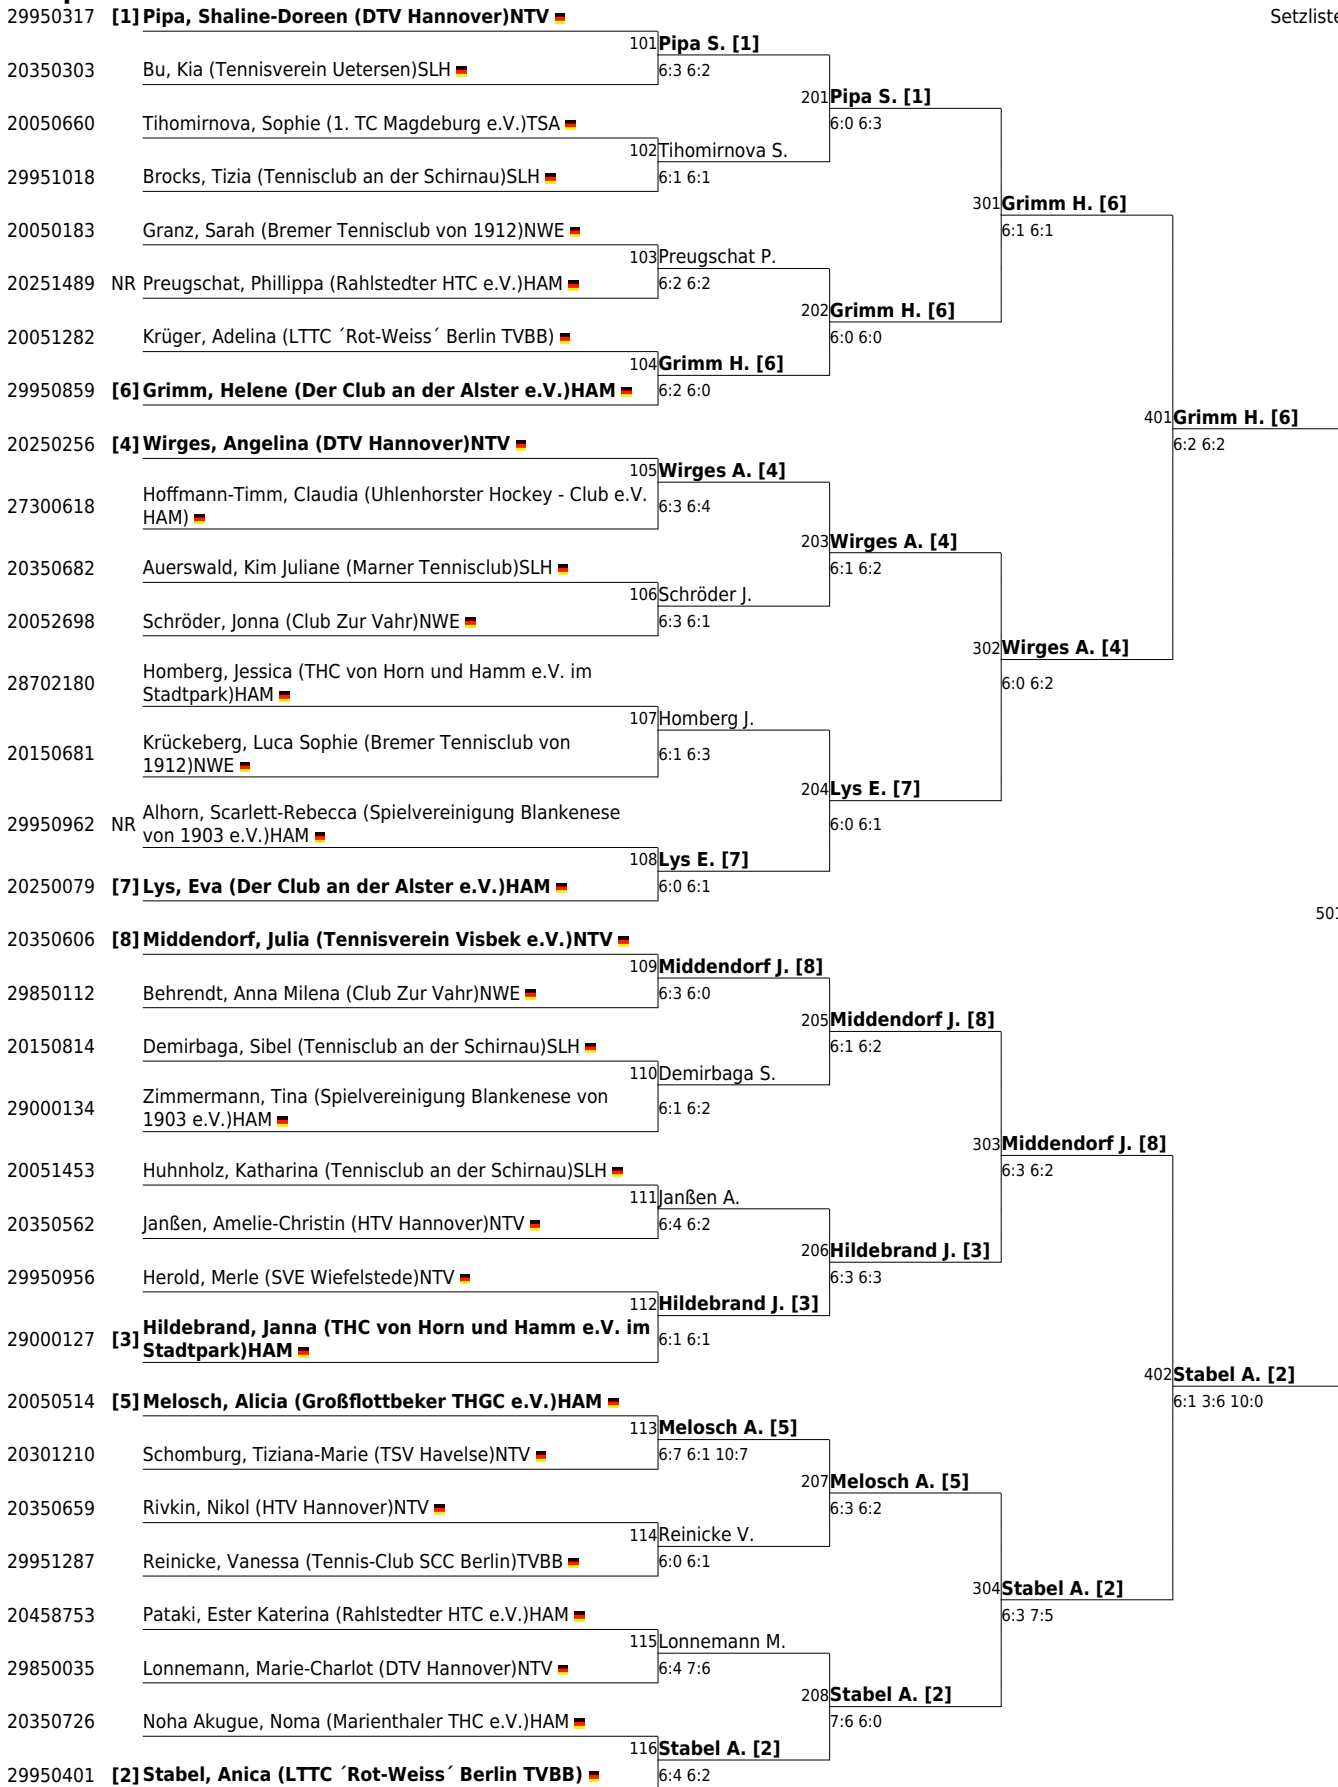 29950317 [1] Pipa, Shaline-Doreen (DTV Hannover)NTV
Setzliste
101 Pipa S. [1]
20350303 Bu, Kia (Tennisverein Uetersen)SLH
6:3 6:2
201 Pipa S. [1]
20050660 Tihomirnova, Sophie (1. TC Magdeburg e.V.)TSA
6:0 6:3
102 Tihomirnova S.
29951018 Brocks, Tizia (Tennisclub an der Schirnau)SLH
6:1 6:1
301 Grimm H. [6]
20050183 Granz, Sarah (Bremer Tennisclub von 1912)NWE
6:1 6:1
103 Preugschat P.
20251489 NR Preugschat, Phillippa (Rahlstedter HTC e.V.)HAM
6:2 6:2
202 Grimm H. [6]
20051282 Krüger, Adelina (LTTC ´Rot-Weiss´ Berlin TVBB)
6:0 6:0
104 Grimm H. [6]
29950859 [6] Grimm, Helene (Der Club an der Alster e.V.)HAM
6:2 6:0
401 Grimm H. [6]
20250256 [4] Wirges, Angelina (DTV Hannover)NTV
6:2 6:2
105 Wirges A. [4]
27300618 Hoffmann-Timm, Claudia (Uhlenhorster Hockey - Club e.V.
HAM)
6:3 6:4
203 Wirges A. [4]
20350682 Auerswald, Kim Juliane (Marner Tennisclub)SLH
6:1 6:2
106 Schröder J.
20052698 Schröder, Jonna (Club Zur Vahr)NWE
6:3 6:1
302 Wirges A. [4]
28702180 Homberg, Jessica (THC von Horn und Hamm e.V. im
Stadtpark)HAM
6:0 6:2
107 Homberg J.
20150681 Krückeberg, Luca Sophie (Bremer Tennisclub von
1912)NWE
6:1 6:3
204 Lys E. [7]
29950962 NR Alhorn, Scarlett-Rebecca (Spielvereinigung Blankenese
von 1903 e.V.)HAM
6:0 6:1
108 Lys E. [7]
20250079 [7] Lys, Eva (Der Club an der Alster e.V.)HAM
6:0 6:1
501
20350606 [8] Middendorf, Julia (Tennisverein Visbek e.V.)NTV
109 Middendorf J. [8]
29850112 Behrendt, Anna Milena (Club Zur Vahr)NWE
6:3 6:0
205 Middendorf J. [8]
20150814 Demirbaga, Sibel (Tennisclub an der Schirnau)SLH
6:1 6:2
110 Demirbaga S.
29000134 Zimmermann, Tina (Spielvereinigung Blankenese von
1903 e.V.)HAM
6:1 6:2
303 Middendorf J. [8]
20051453 Huhnholz, Katharina (Tennisclub an der Schirnau)SLH
6:3 6:2
111 Janßen A.
20350562 Janßen, Amelie-Christin (HTV Hannover)NTV
6:4 6:2
206 Hildebrand J. [3]
29950956 Herold, Merle (SVE Wiefelstede)NTV
6:3 6:3
112 Hildebrand J. [3]
29000127 [3] Hildebrand, Janna (THC von Horn und Hamm e.V. im
Stadtpark)HAM
6:1 6:1
402 Stabel A. [2]
20050514 [5] Melosch, Alicia (Großflottbeker THGC e.V.)HAM
6:1 3:6 10:0
113 Melosch A. [5]
20301210 Schomburg, Tiziana-Marie (TSV Havelse)NTV
6:7 6:1 10:7
207 Melosch A. [5]
20350659 Rivkin, Nikol (HTV Hannover)NTV
6:3 6:2
114 Reinicke V.
29951287 Reinicke, Vanessa (Tennis-Club SCC Berlin)TVBB
6:0 6:1
304 Stabel A. [2]
20458753 Pataki, Ester Katerina (Rahlstedter HTC e.V.)HAM
6:3 7:5
115 Lonnemann M.
29850035 Lonnemann, Marie-Charlot (DTV Hannover)NTV
6:4 7:6
208 Stabel A. [2]
20350726 Noha Akugue, Noma (Marienthaler THC e.V.)HAM
7:6 6:0
116 Stabel A. [2]
29950401 [2] Stabel, Anica (LTTC ´Rot-Weiss´ Berlin TVBB)
6:4 6:2